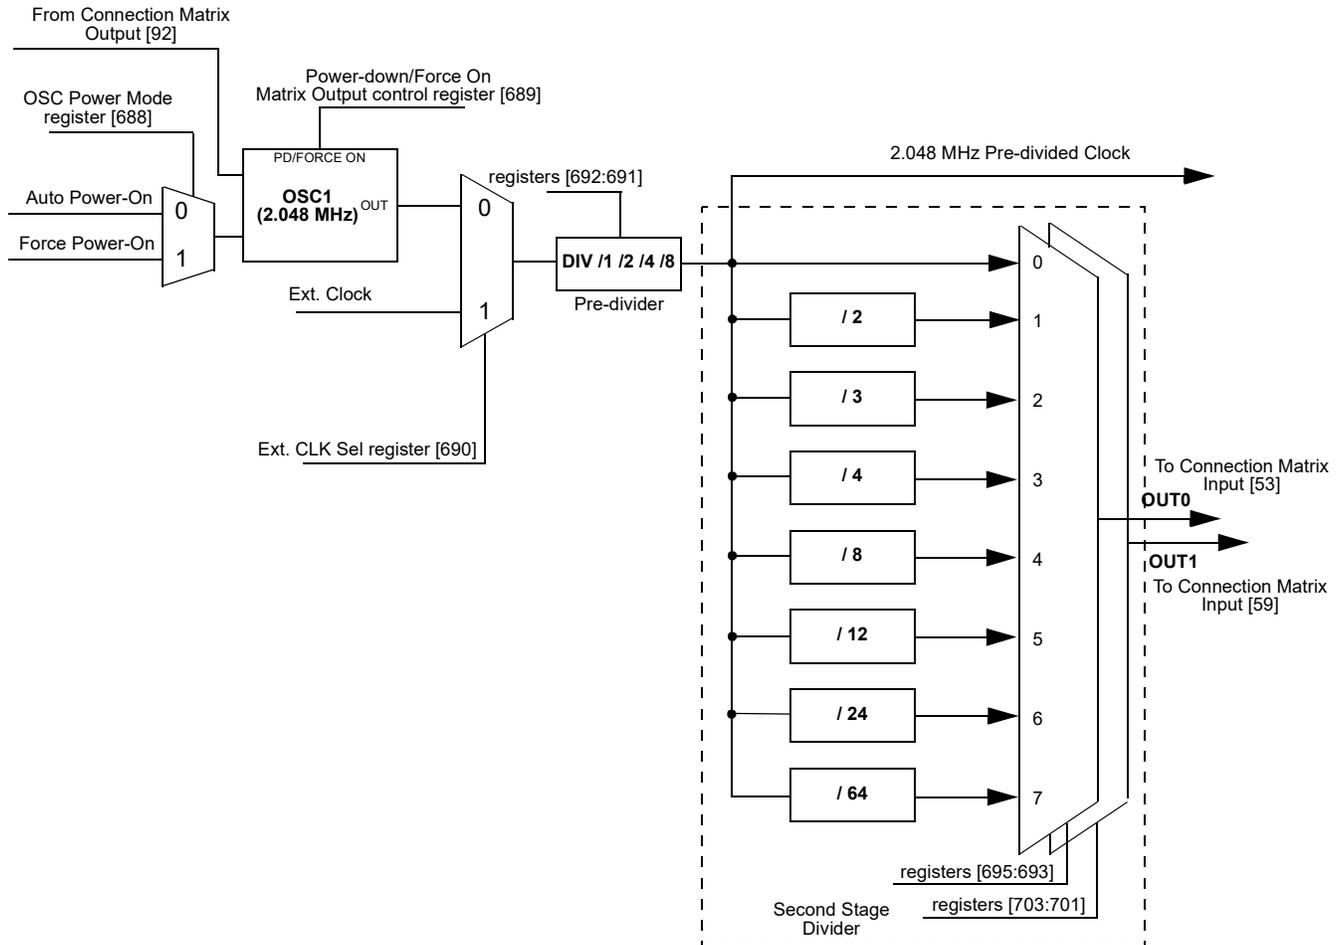 From Connection Matrix
Output [92]
Power-down/Force On
Matrix Output control register [689]
OSC Power Mode
register [688]
PD/FORCE ON
OSC1
(2.048 MHz)
OUT
Auto Power-On
0
Force Power-On
1
0
1
Ext. Clock
Ext. CLK Sel register [690]
registers [692:691]
DIV /1 /2 /4 /8
Pre-divider
2.048 MHz Pre-divided Clock
0
/ 2
1
/ 3
2
/ 4
3
/ 8
4
/ 12
5
/ 24
6
/ 64
7
To Connection Matrix
Input [53]
OUT0
OUT1
To Connection Matrix
Input [59]
registers [695:693]
registers [703:701]
Second Stage
Divider